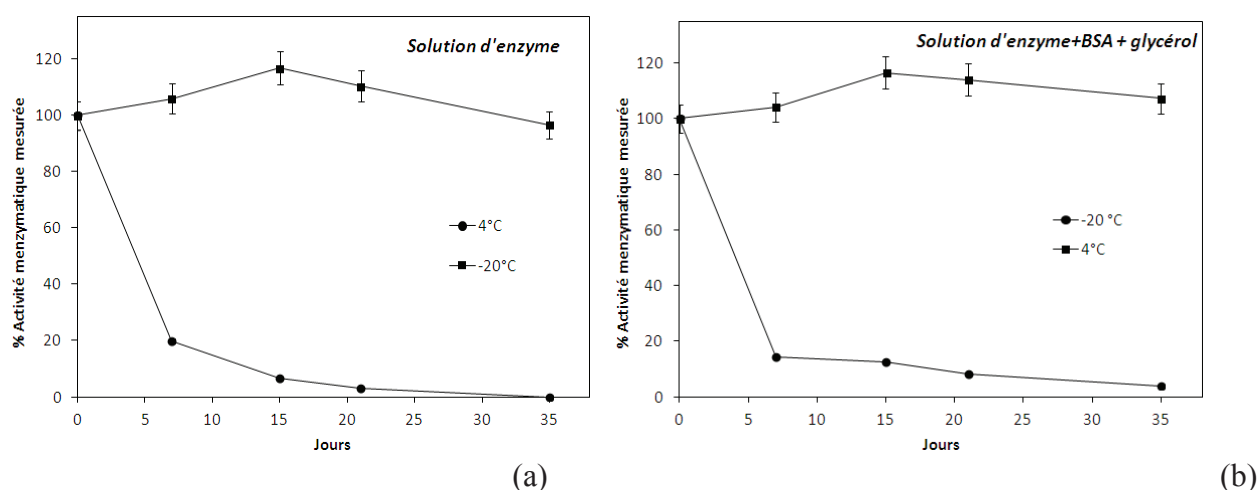 Solution d'enzyme
% Activité menzymatique mesurée
120
100
80
60
40
20
0
4°C
-20°C
0 5 10 15 20 25 30 35
Jours
(a)
Solution d'enzyme+BSA + glycérol
% Activité menzymatique mesurée
120
100
80
60
40
20
0
-20 °C
4°C
0 5 10 15 20 25 30 35
Jours
(b)